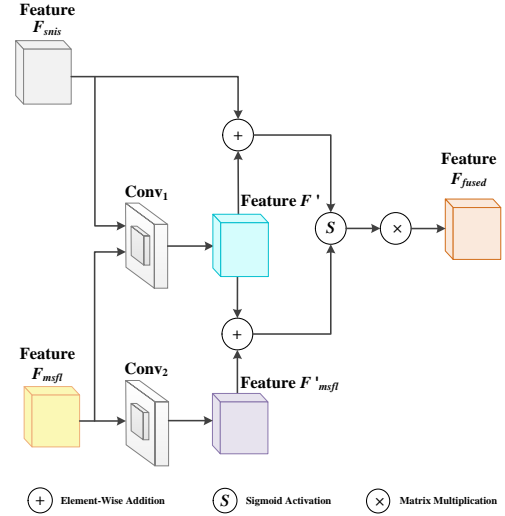 Feature
F_snis
+
Feature
F_fused
Conv₁
Feature F '
S
×
+
Feature
F_msfl
Conv₂
Feature F '_msfl
+ Element-Wise Addition S Sigmoid Activation × Matrix Multiplication